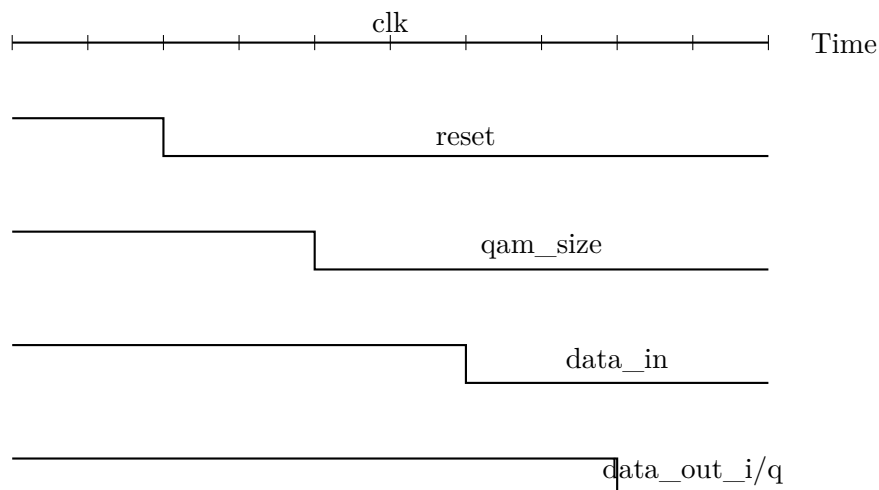 clk
Time
reset
qam_size
data_in
data_out_i/q